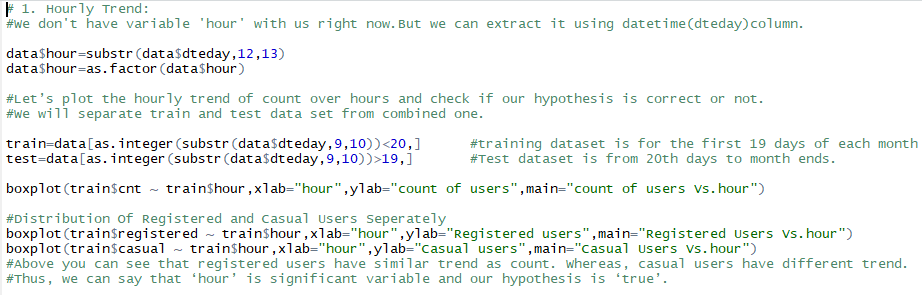 # 1. Hourly Trend:
#We don't have variable 'hour' with us right now.But we can extract it using datetime(dteday)column.
data$hour=substr(data$dteday,12,13)
data$hour=as.factor(data$hour)
#Let’s plot the hourly trend of count over hours and check if our hypothesis is correct or not.
#We will separate train and test data set from combined one.
train=data[as.integer(substr(data$dteday,9,10))<20,] #training dataset is for the first 19 days of each month
test=data[as.integer(substr(data$dteday,9,10))>19,] #Test dataset is from 20th days to month ends.
boxplot(train$cnt ~ train$hour,xlab="hour",ylab="count of users",main="count of users Vs.hour")
#Distribution Of Registered and Casual Users Seperately
boxplot(train$registered ~ train$hour,xlab="hour",ylab="Registered users",main="Registered Users Vs.hour")
boxplot(train$casual ~ train$hour,xlab="hour",ylab="Casual users",main="Casual Users Vs.hour")
#Above you can see that registered users have similar trend as count. Whereas, casual users have different trend.
#Thus, we can say that ‘hour’ is significant variable and our hypothesis is ‘true’.